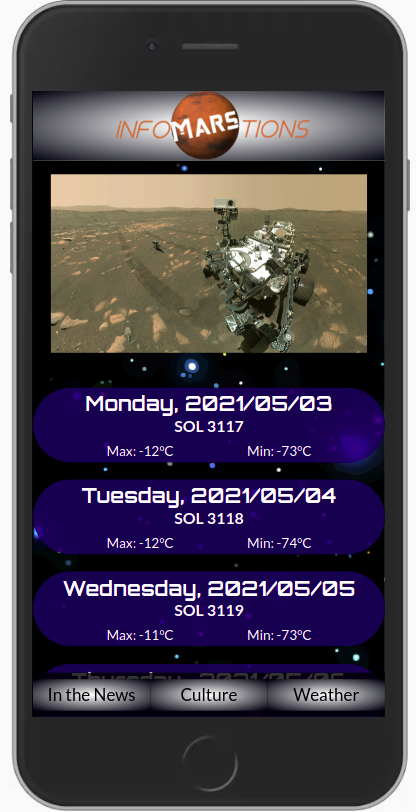 iNFOMARSTIONS
Monday, 2021/05/03
SOL 3117
Max: -12°C Min: -73°C
Tuesday, 2021/05/04
SOL 3118
Max: -12°C Min: -74°C
Wednesday, 2021/05/05
SOL 3119
Max: -11°C Min: -73°C
In the News Culture Weather